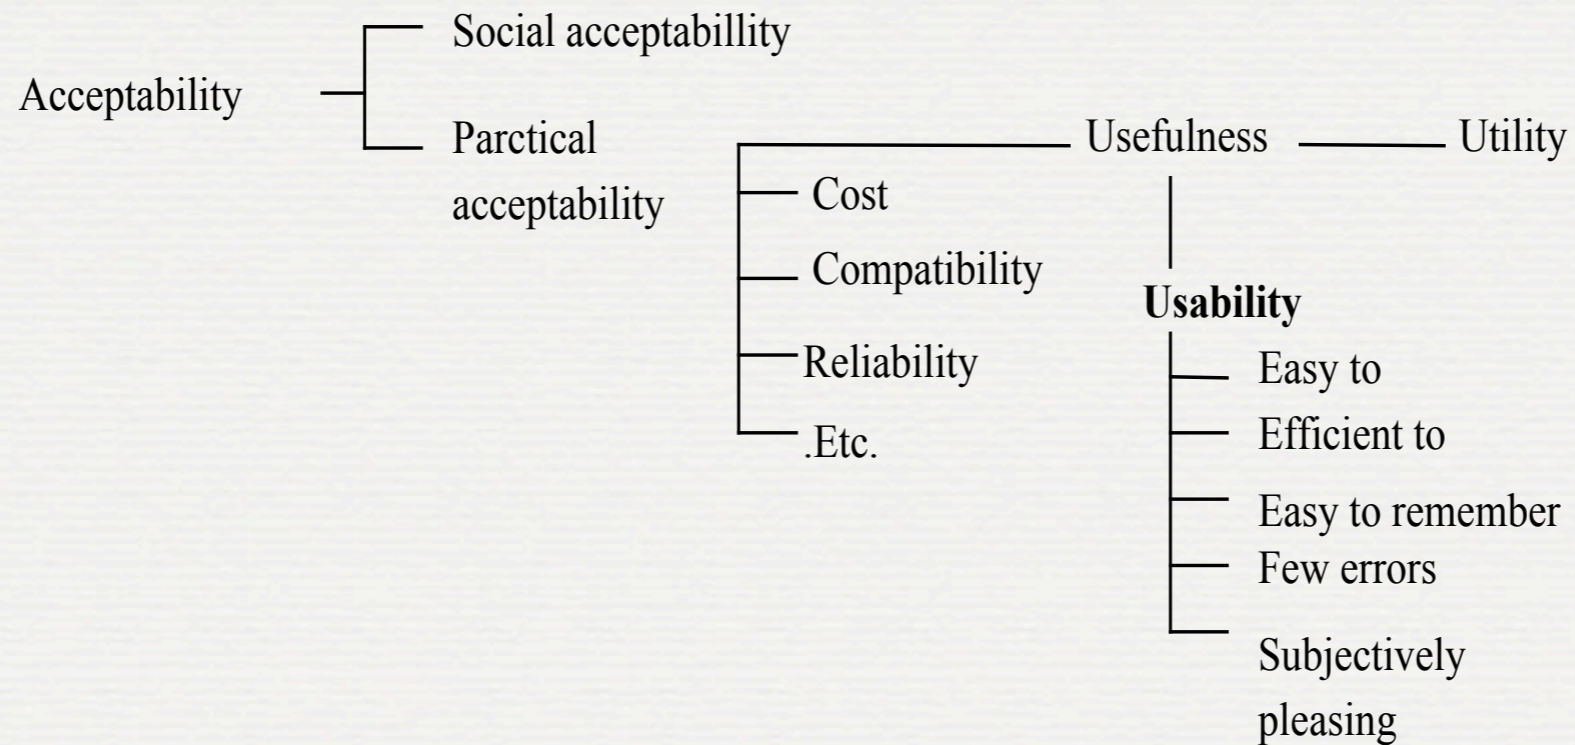 Social acceptabillity
Acceptability
Parctical
acceptability
Usefulness
Utility
Cost
Compatibility
Reliability
.Etc.
Usability
Easy to
Efficient to
Easy to remember
Few errors
Subjectively
pleasing